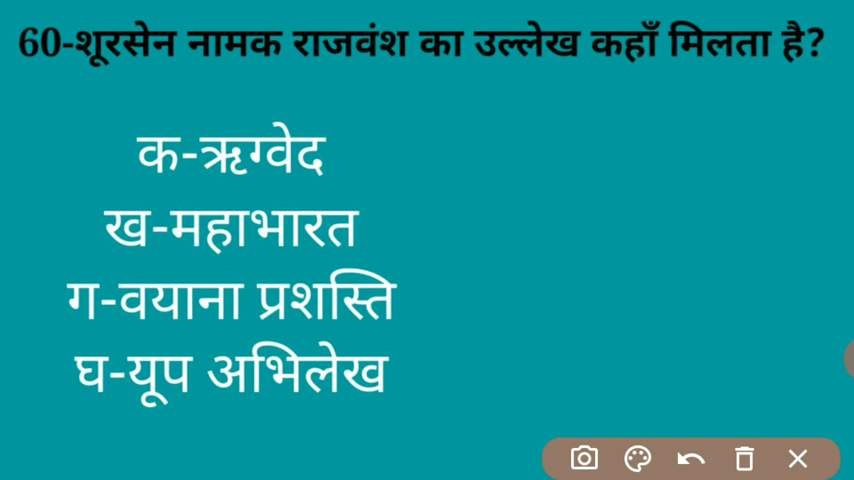 60-शूरसेन नामक राजवंश का उल्लेख कहाँ मिलता है?
क-ऋग्वेद
ख-महाभारत
ग-वयाना प्रशस्ति
घ-यूप अभिलेख